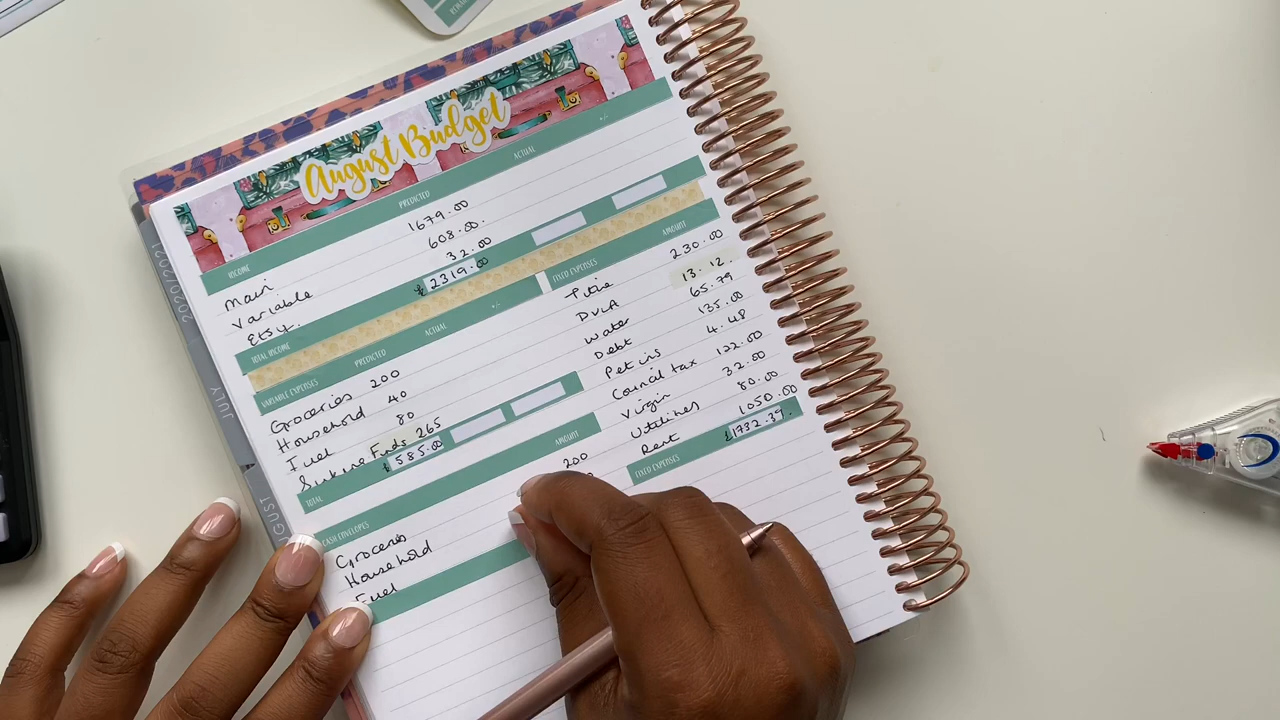 August Budget
INCOME PREDICTED ACTUAL +/-
Main 1679.00
Variable 608.00
Etsy. 32.00
TOTAL INCOME £2319.00
VARIABLE EXPENSES PREDICTED ACTUAL +/-
Groceries 200
Household 40
Fuel 80
Funds 265
TOTAL £585.00
CASH ENVELOPES AMOUNT
Groceries 200
Household
Fuel
FIXED EXPENSES AMOUNT
230.00
DVLA 13.12
Water 65.79
Debt 135.00
Pet ins 4.48
Council tax 122.00
Virgin 32.00
Utilities 80.00
Rent 1050.00
FIXED EXPENSES £1732.39
2020/2021
JULY